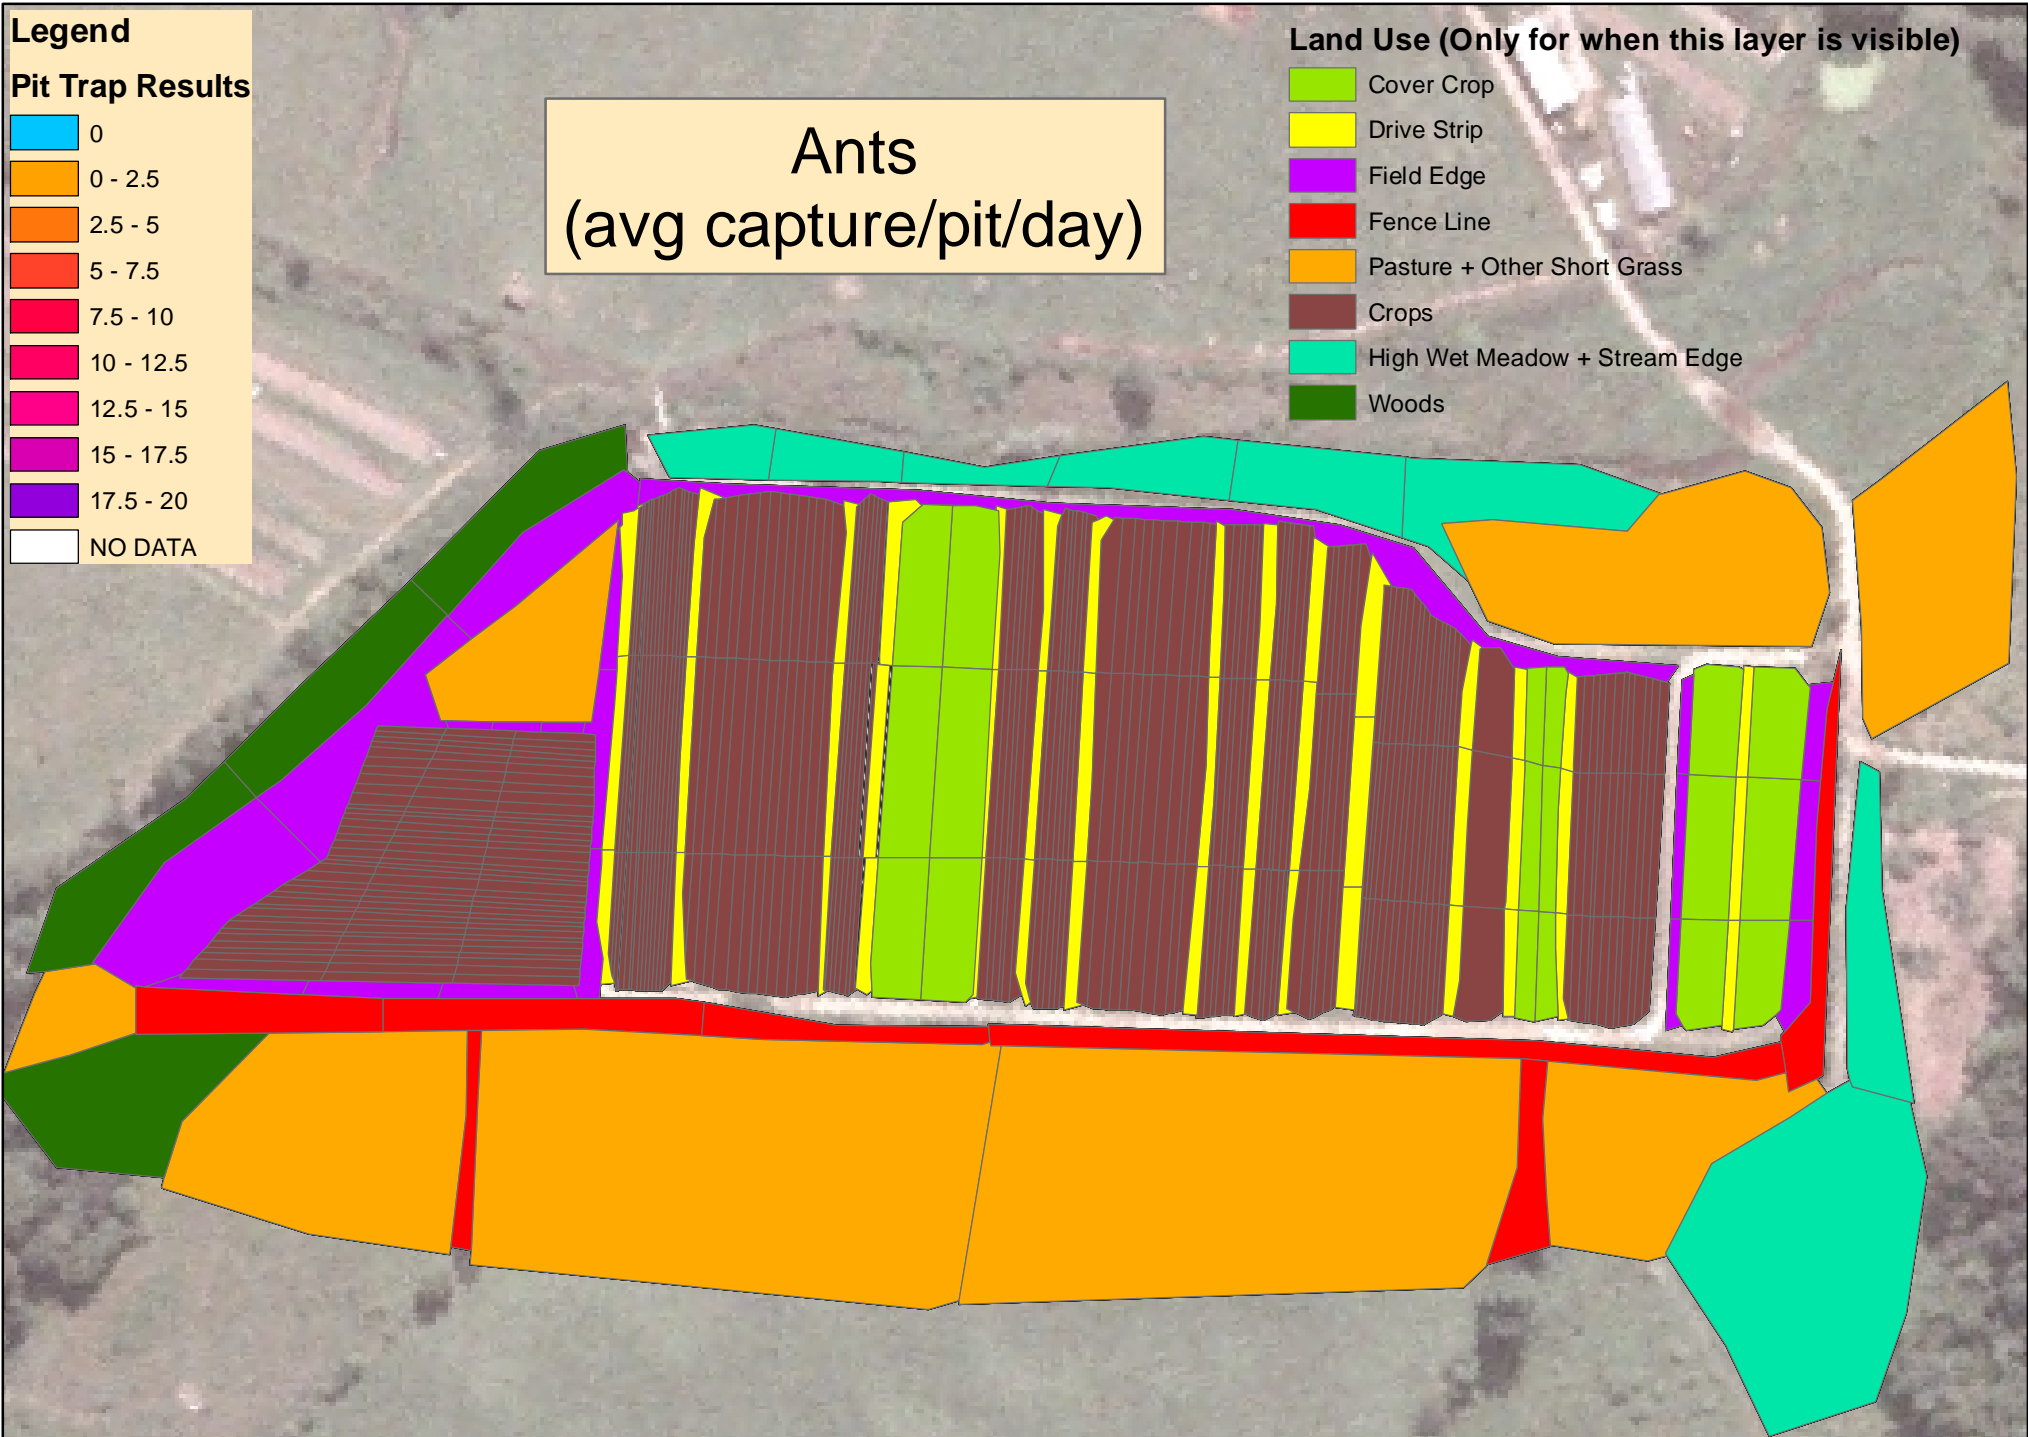 Legend
Pit Trap Results
0
0 - 2.5
2.5 - 5
5 - 7.5
7.5 - 10
10 - 12.5
12.5 - 15
15 - 17.5
17.5 - 20
NO DATA
Ants
(avg capture/pit/day)
Land Use (Only for when this layer is visible)
Cover Crop
Drive Strip
Field Edge
Fence Line
Pasture + Other Short Grass
Crops
High Wet Meadow + Stream Edge
Woods